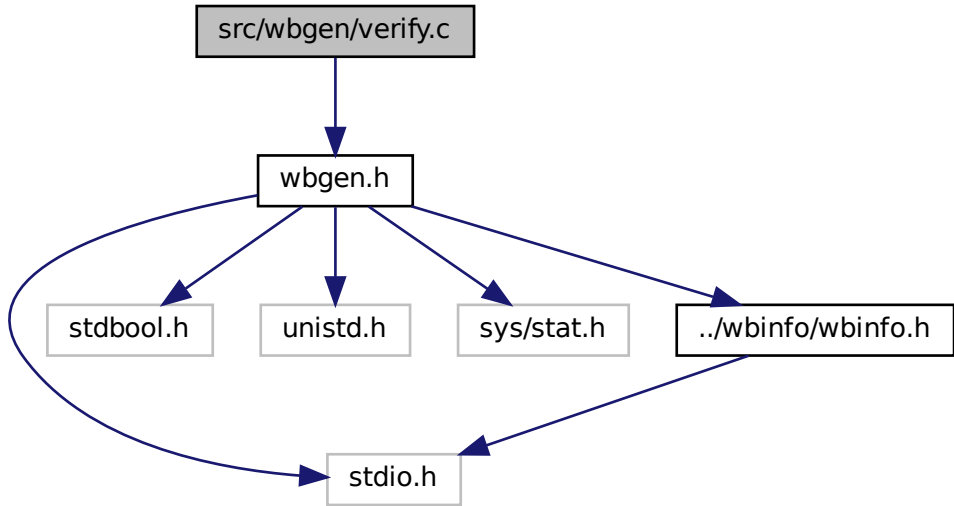 src/wbgen/verify.c
wbgen.h
stdbool.h
unistd.h
sys/stat.h
../wbinfo/wbinfo.h
stdio.h